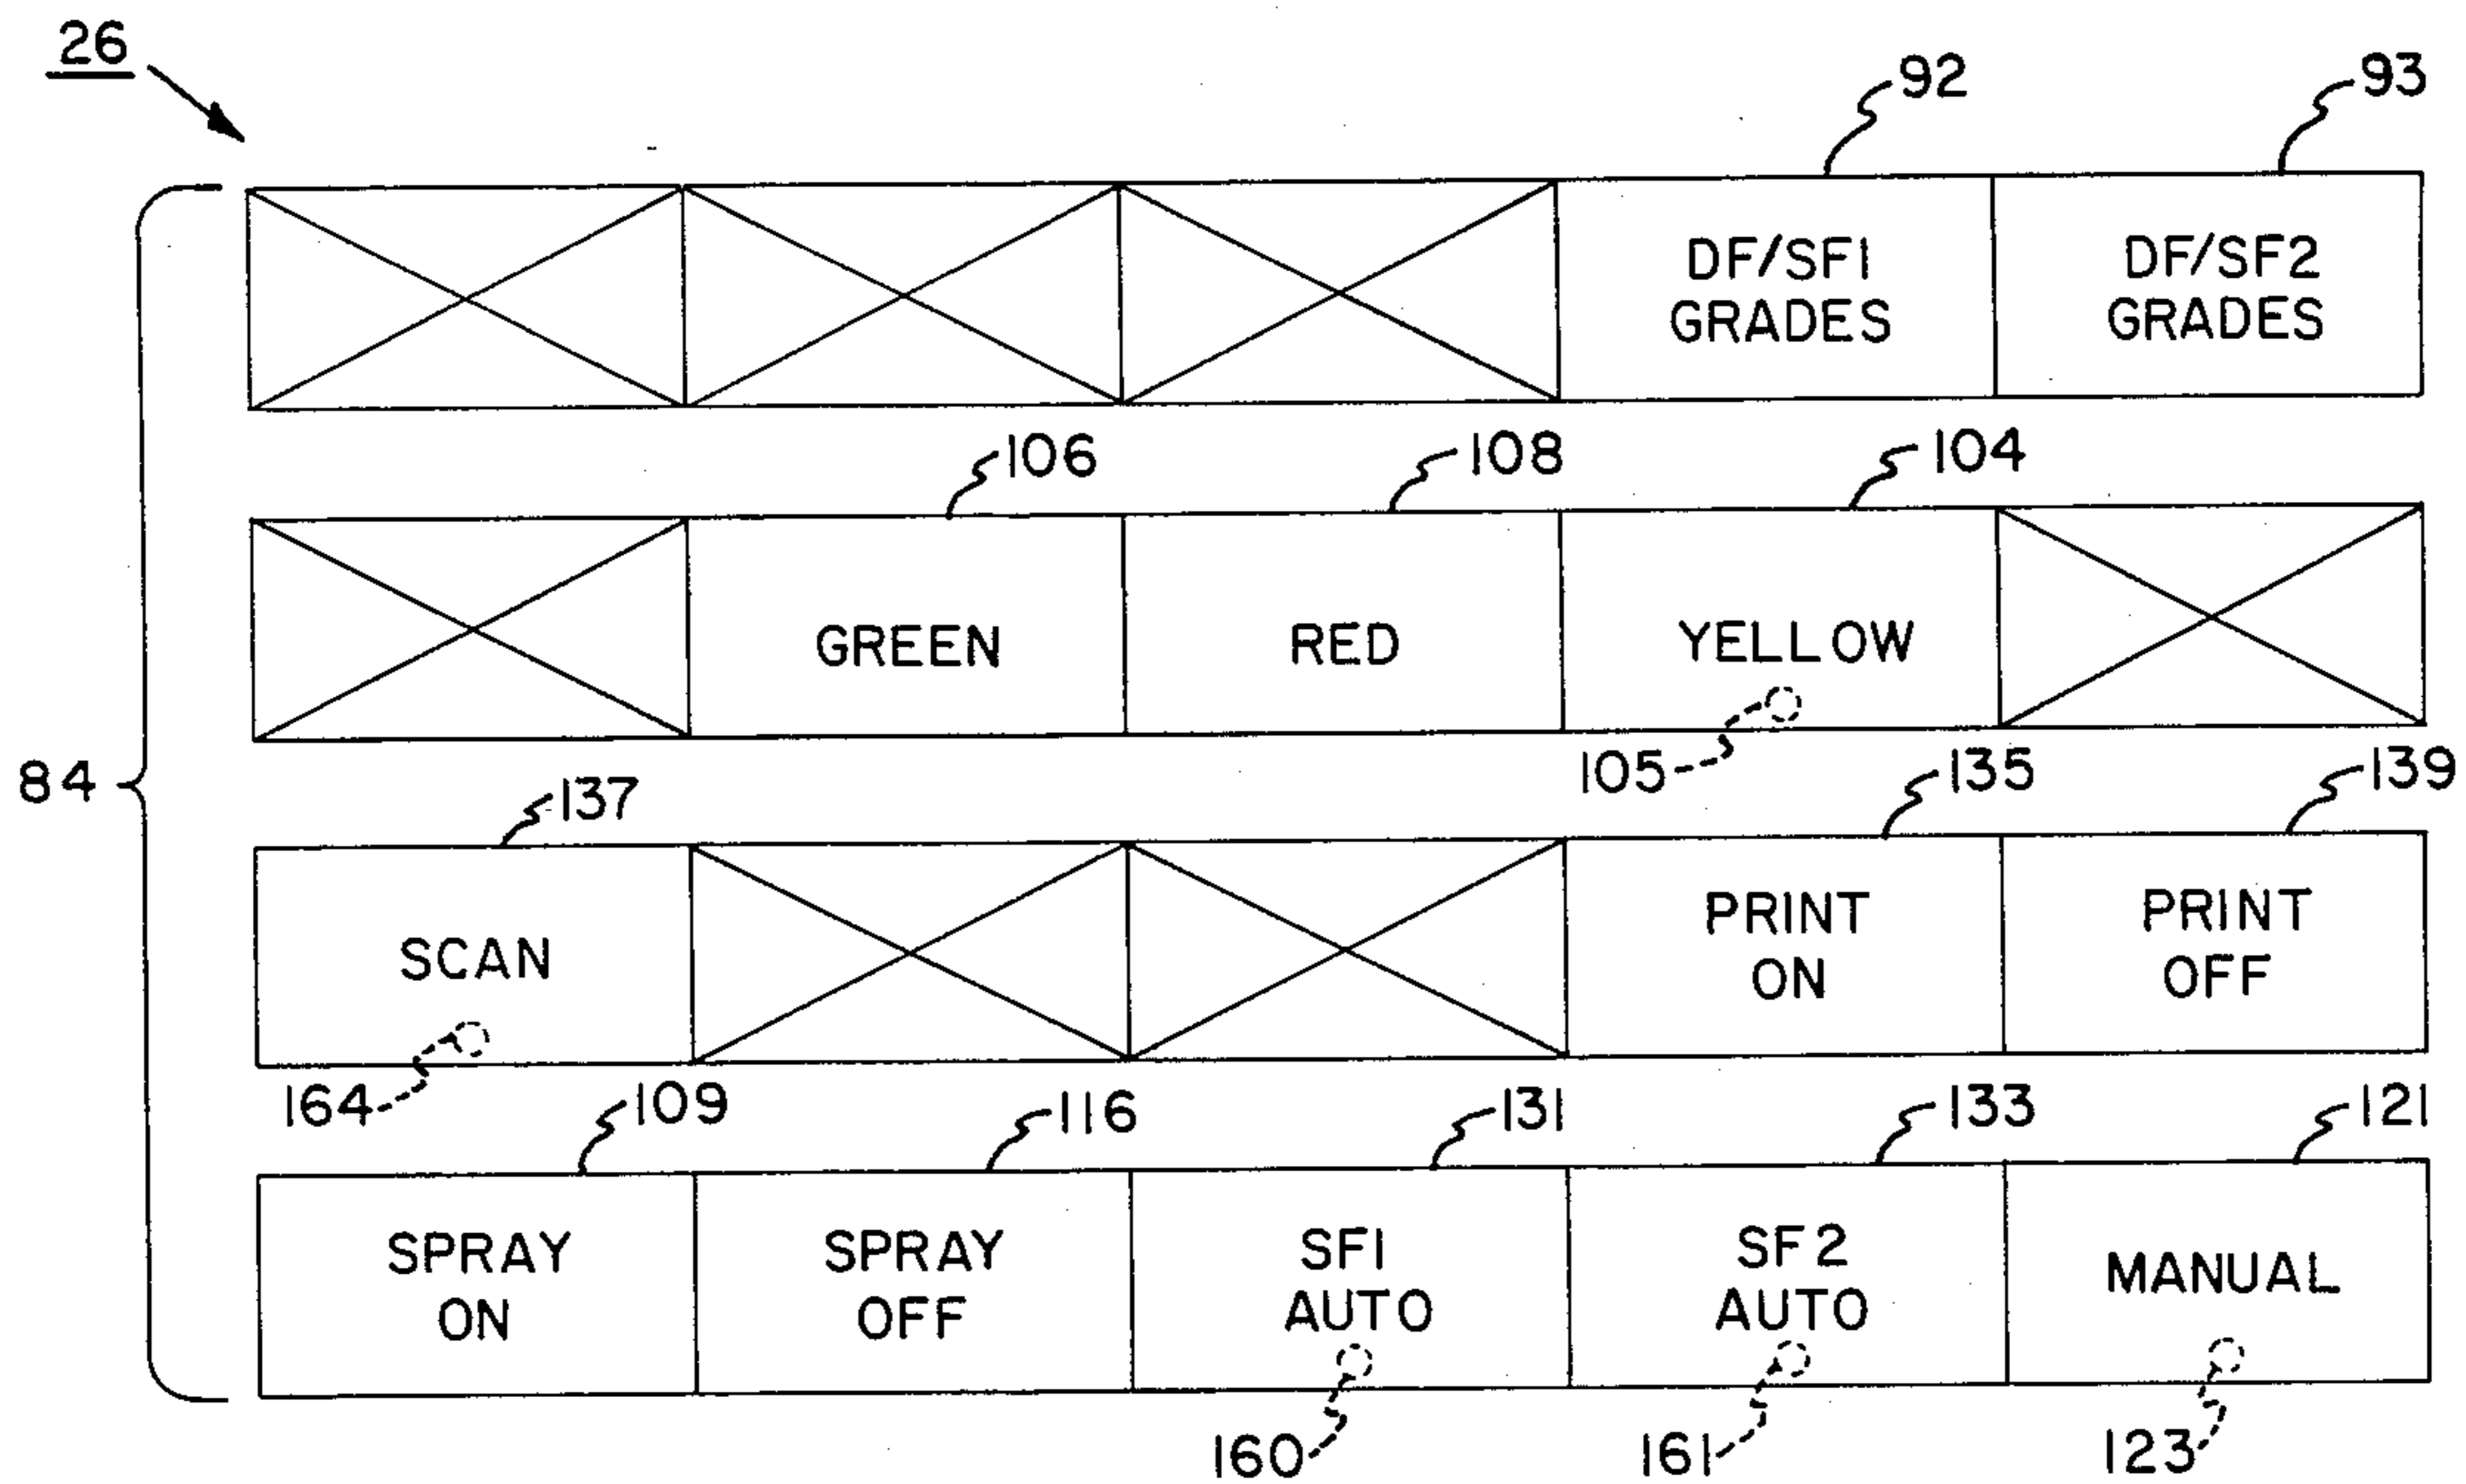 26
92
93
DF/SF1
GRADES
DF/SF2
GRADES
106
108
104
GREEN
RED
YELLOW
84
105
137
135
139
SCAN
PRINT
ON
PRINT
OFF
164
109
116
131
133
121
SPRAY
ON
SPRAY
OFF
SF1
AUTO
SF2
AUTO
MANUAL
160
161
123